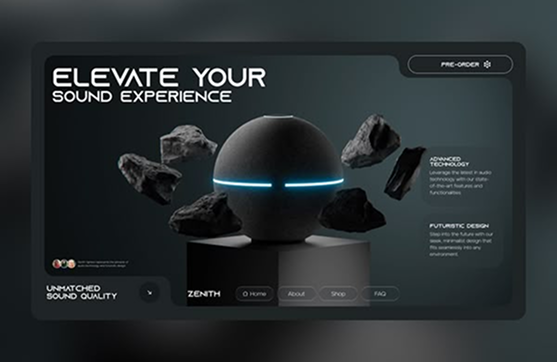 ELEVATE YOUR
SOUND EXPERIENCE
PRE-ORDER
ADVANCED
TECHNOLOGY
Leverage the latest in audio
technology with our state-
of-the-art features and
functionalities
FUTURISTIC DESIGN
Step into the future with our
sleek, minimalist design that
fits seamlessly into any
environment.
UNMATCHED
SOUND QUALITY
ZENITH
Home
About
Shop
FAQ